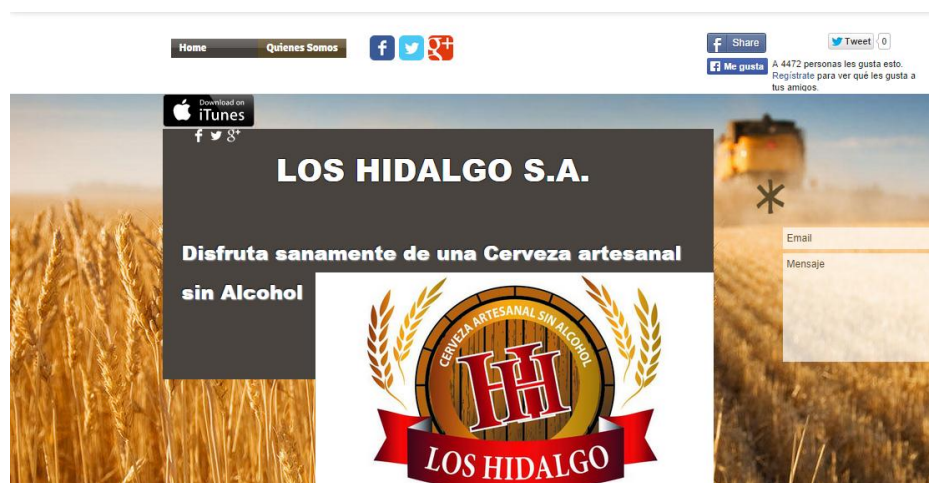 Home
Quienes Somos
f
g+
f Share
Tweet 0
f Me gusta
A 4472 personas les gusta esto.
Regístrate para ver qué les gusta a
tus amigos.
Download on
iTunes
f g+
LOS HIDALGO S.A.
Disfruta sanamente de una Cerveza artesanal
sin Alcohol
CERVEZA ARTESANAL SIN ALCOHOL
HH
LOS HIDALGO
*
Email
Mensaje